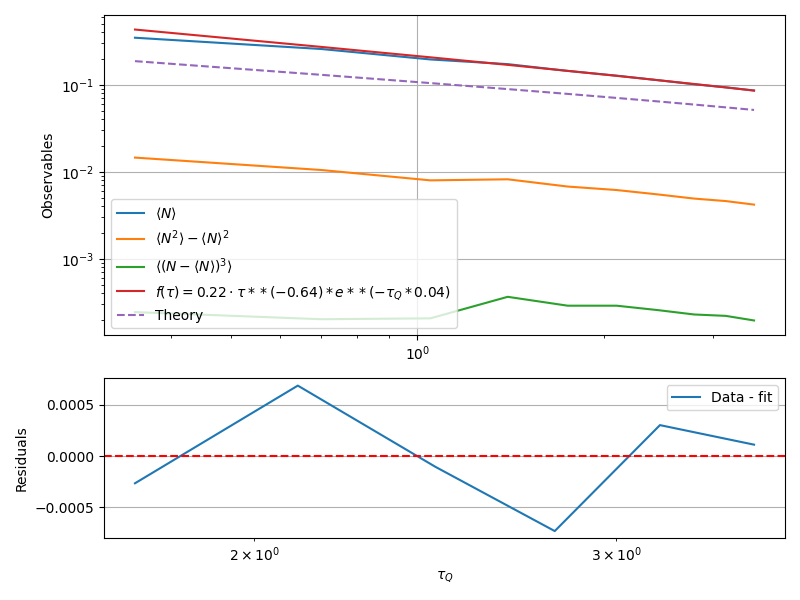 Observables
10⁻¹
10⁻²
10⁻³
⟨N⟩
⟨N²⟩ − ⟨N⟩²
⟨(N − ⟨N⟩)³⟩
f(τ) = 0.22 · τ * * (−0.64) * e * * (−τ_Q * 0.04)
Theory
10⁰
Residuals
0.0005
0.0000
−0.0005
Data - fit
2 × 10⁰
3 × 10⁰
τ_Q